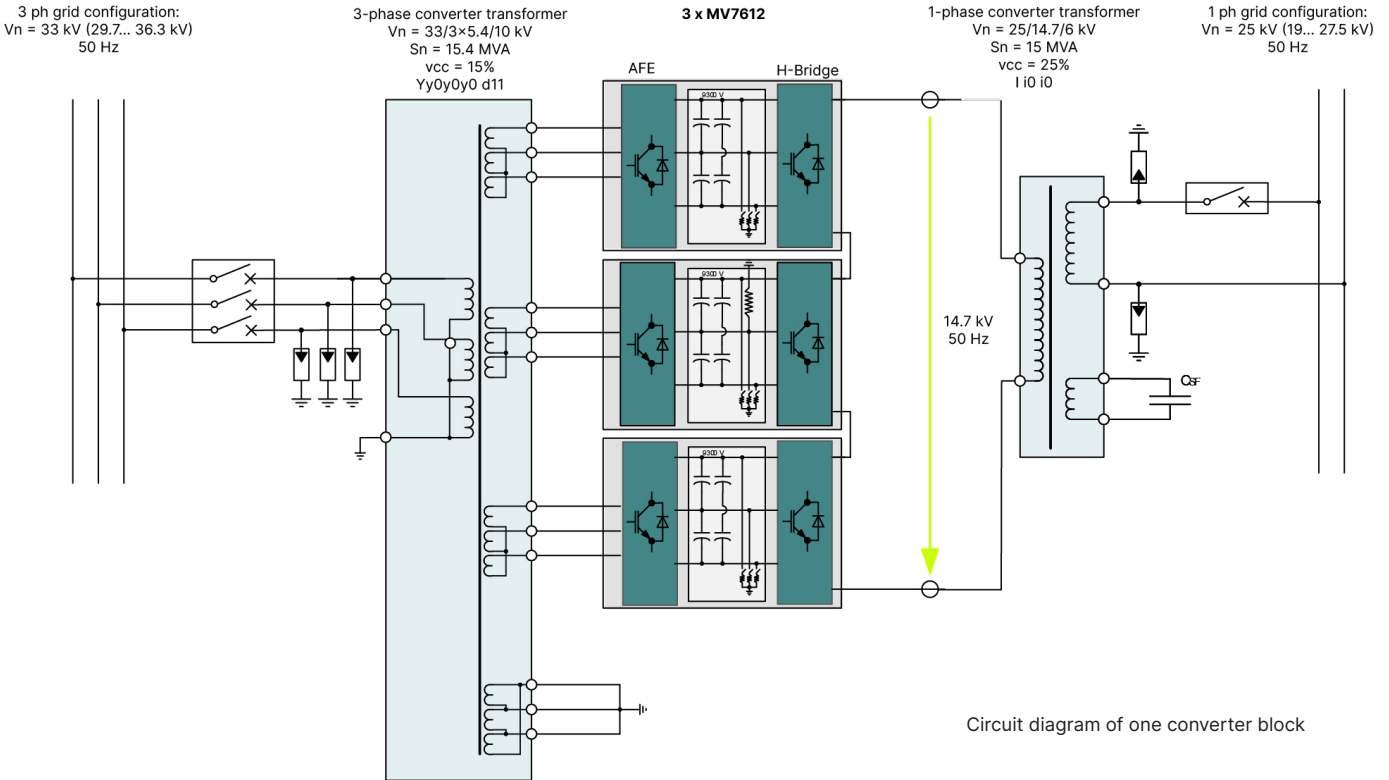 3 ph grid configuration:
Vn = 33 kV (29.7... 36.3 kV)
50 Hz
3-phase converter transformer
Vn = 33/3×5.4/10 kV
Sn = 15.4 MVA
vcc = 15%
Yy0y0y0 d11
3 x MV7612
1-phase converter transformer
Vn = 25/14.7/6 kV
Sn = 15 MVA
vcc = 25%
I i0 i0
1 ph grid configuration:
Vn = 25 kV (19... 27.5 kV)
50 Hz
AFE
H-Bridge
9300 V
9300 V
9300 V
14.7 kV
50 Hz
CSF
Circuit diagram of one converter block